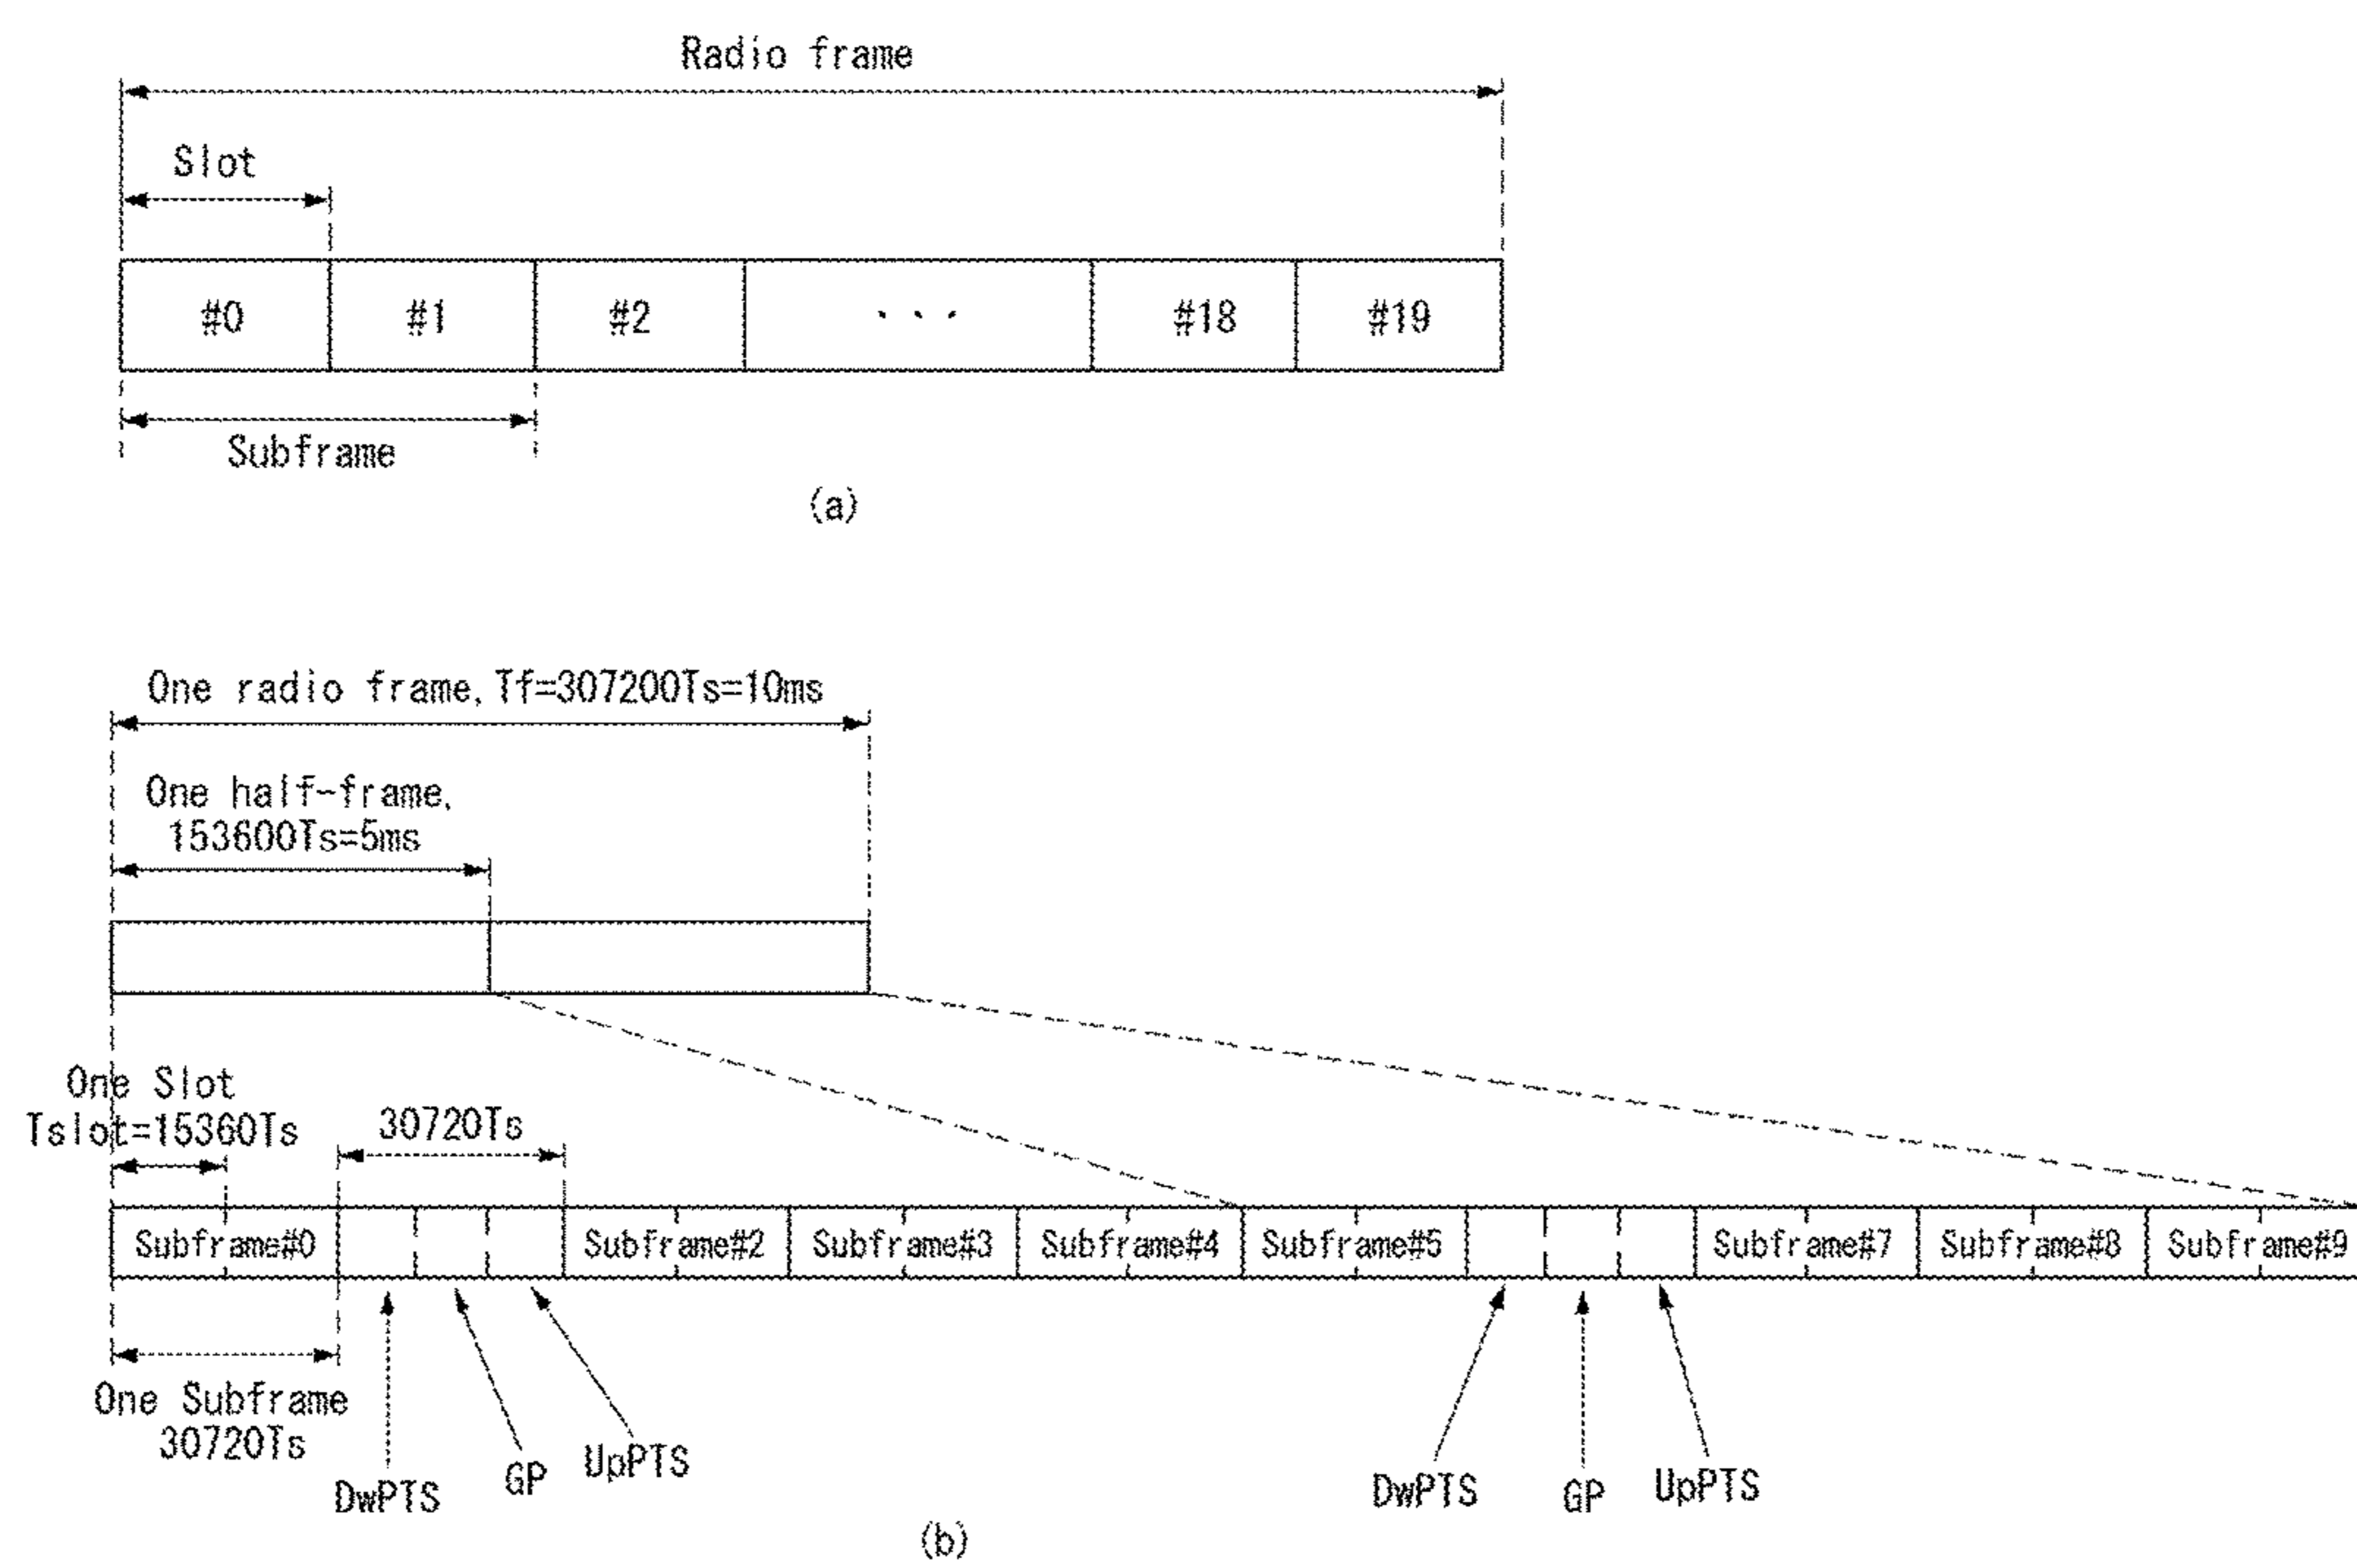 Radio frame
Slot
#0 #1 #2 ... #18 #19
Subframe
(a)
One radio frame, Tf=307200Ts=10ms
One half-frame,
153600Ts=5ms
One Slot
Tslot=15360Ts
30720Ts
Subframe#0 Subframe#2 Subframe#3 Subframe#4 Subframe#5 Subframe#7 Subframe#8 Subframe#9
One Subframe
30720Ts
DwPTS GP UpPTS DwPTS GP UpPTS
(b)